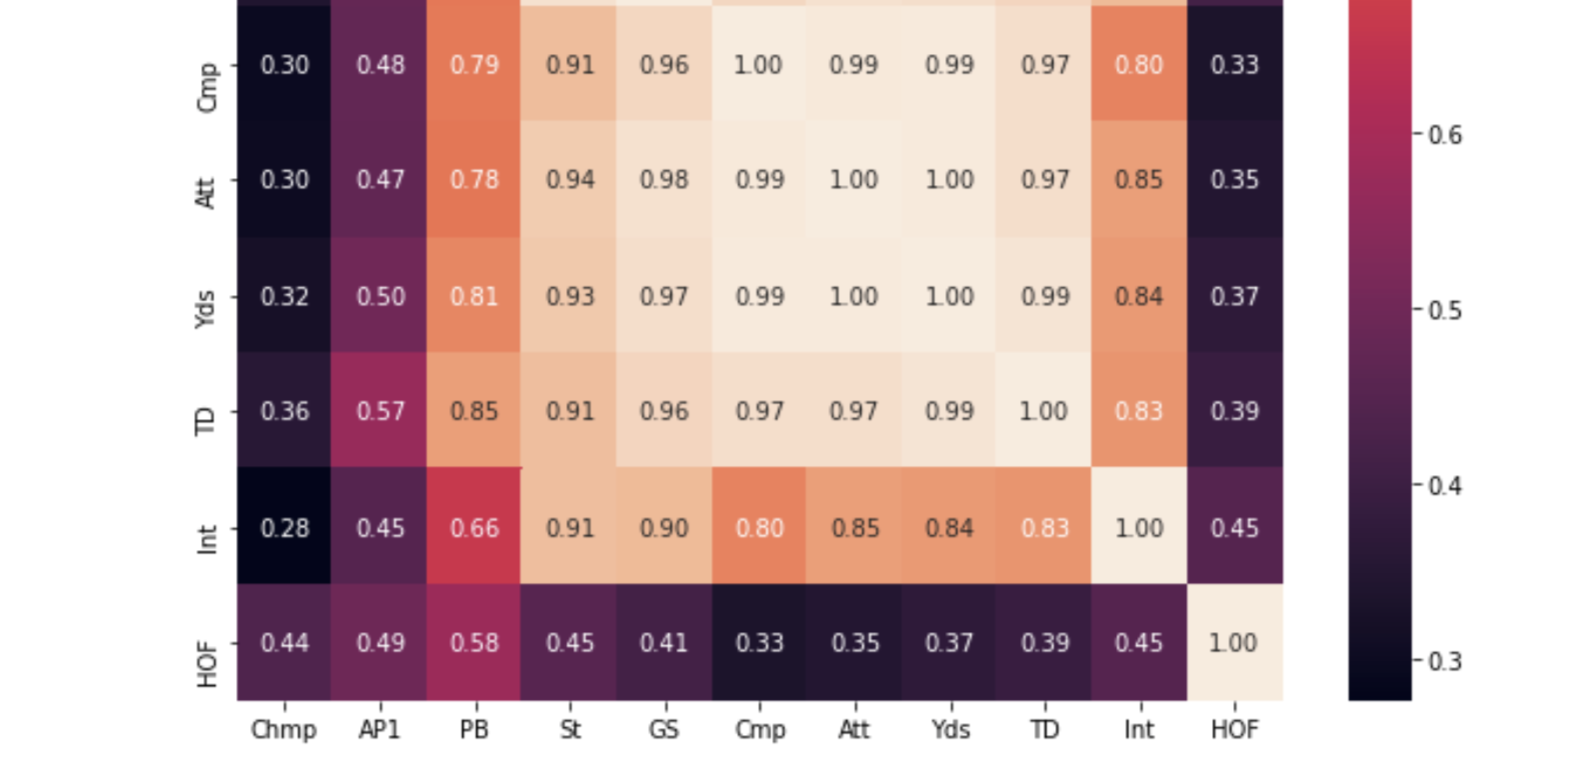 Cmp 0.30 0.48 0.79 0.91 0.96 1.00 0.99 0.99 0.97 0.80 0.33
0.6
Att 0.30 0.47 0.78 0.94 0.98 0.99 1.00 1.00 0.97 0.85 0.35
Yds 0.32 0.50 0.81 0.93 0.97 0.99 1.00 1.00 0.99 0.84 0.37
0.5
TD 0.36 0.57 0.85 0.91 0.96 0.97 0.97 0.99 1.00 0.83 0.39
0.4
Int 0.28 0.45 0.66 0.91 0.90 0.80 0.85 0.84 0.83 1.00 0.45
HOF 0.44 0.49 0.58 0.45 0.41 0.33 0.35 0.37 0.39 0.45 1.00
0.3
Chmp AP1 PB St GS Cmp Att Yds TD Int HOF